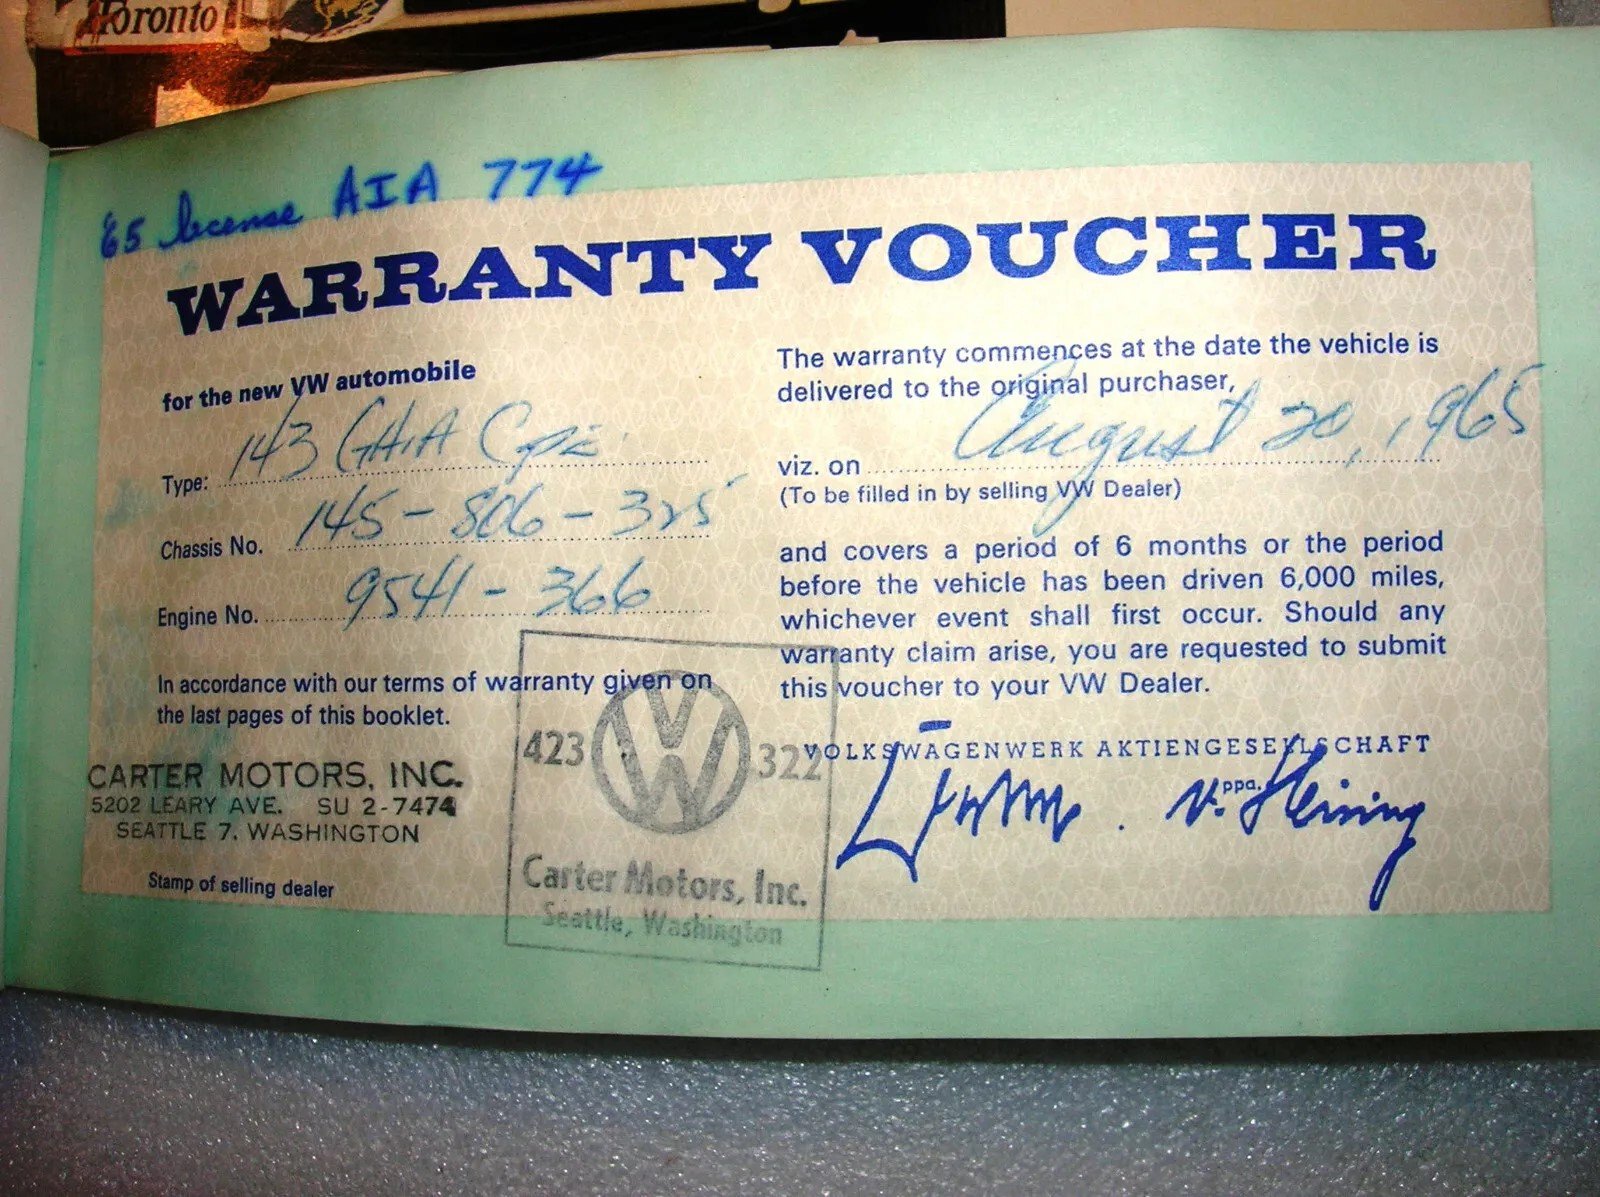 Toronto
'65 license AIA 774
WARRANTY VOUCHER
for the new VW automobile
Type: 143 GHIA Cpe.
Chassis No. 145-806-325
Engine No. 9541-366
In accordance with our terms of warranty given on
the last pages of this booklet.
CARTER MOTORS, INC.
5202 LEARY AVE. SU 2-7474
SEATTLE 7, WASHINGTON
Stamp of selling dealer
423 VW 322
Carter Motors, Inc.
Seattle, Washington
The warranty commences at the date the vehicle is
delivered to the original purchaser,
viz. on August 20, 1965
(To be filled in by selling VW Dealer)
and covers a period of 6 months or the period
before the vehicle has been driven 6,000 miles,
whichever event shall first occur. Should any
warranty claim arise, you are requested to submit
this voucher to your VW Dealer.
VOLKSWAGENWERK AKTIENGESELLSCHAFT
ppa.